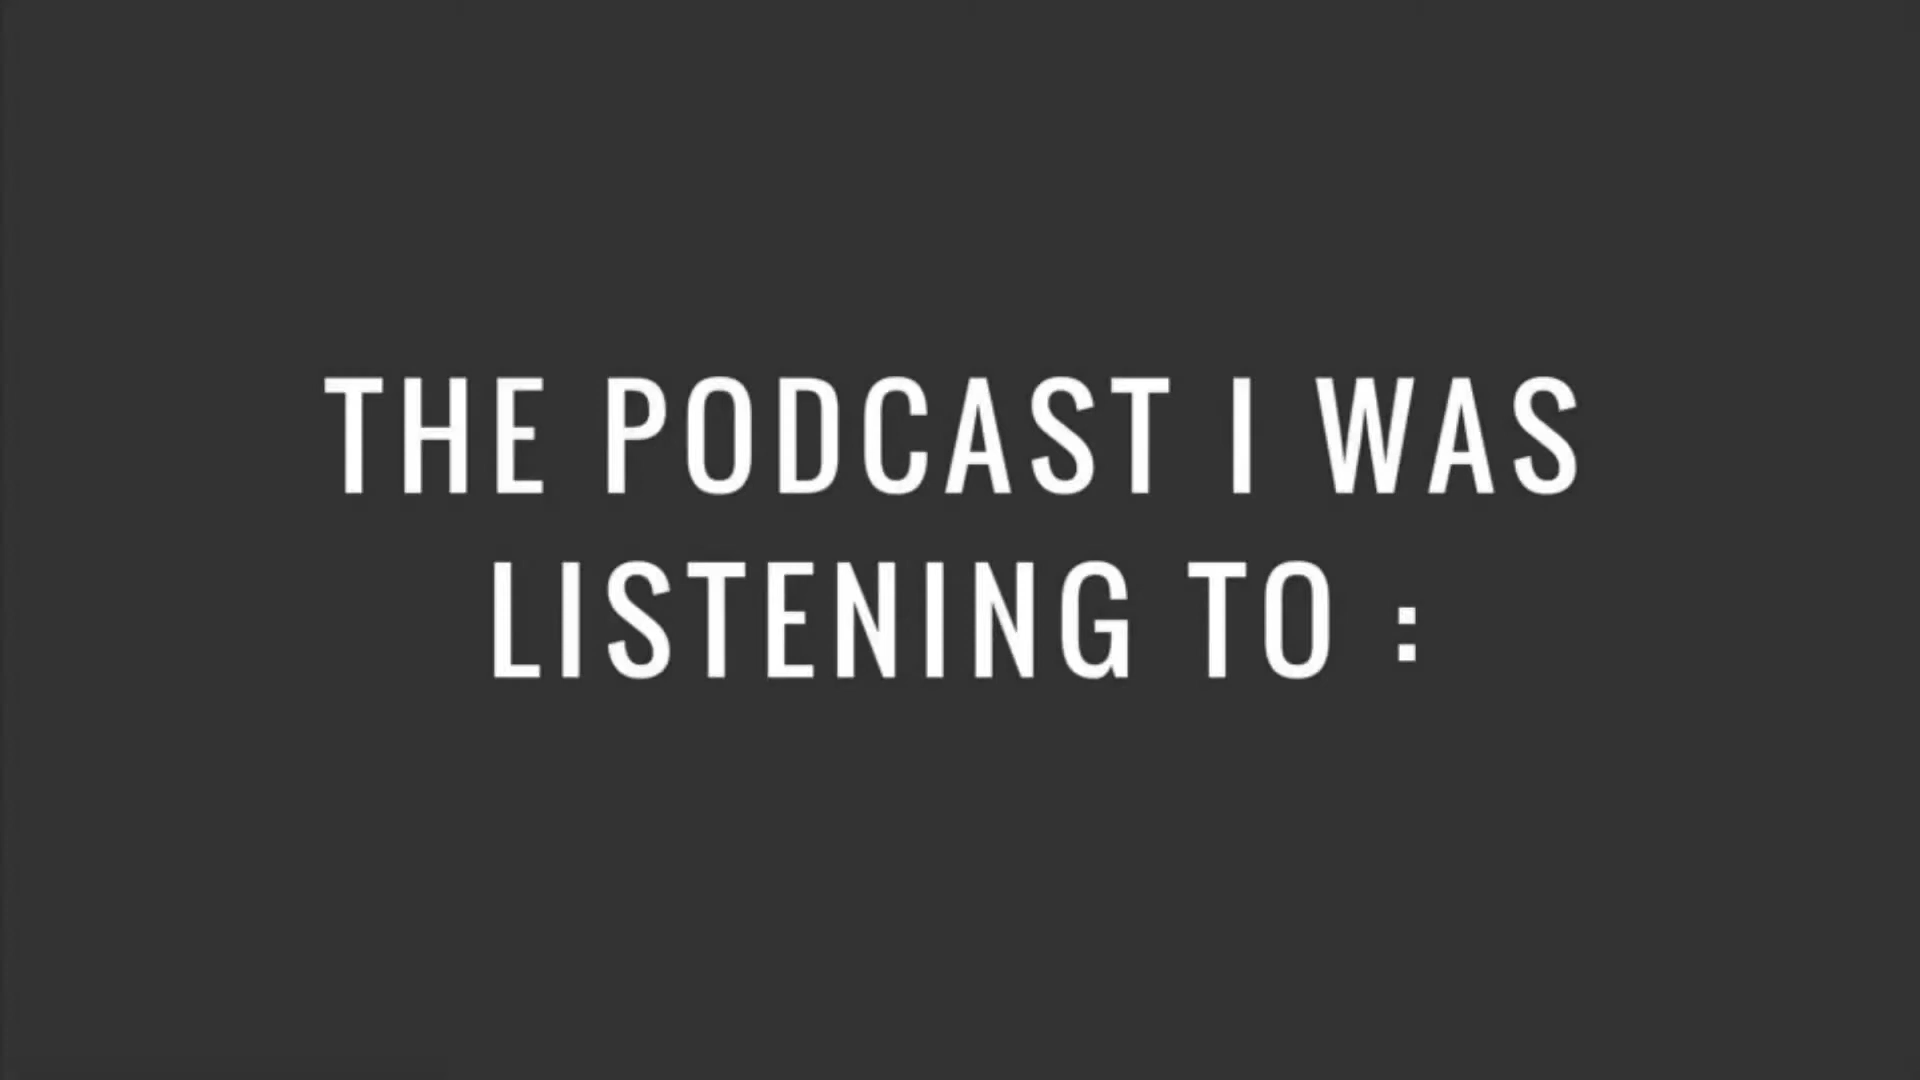 THE PODCAST I WAS
LISTENING TO :